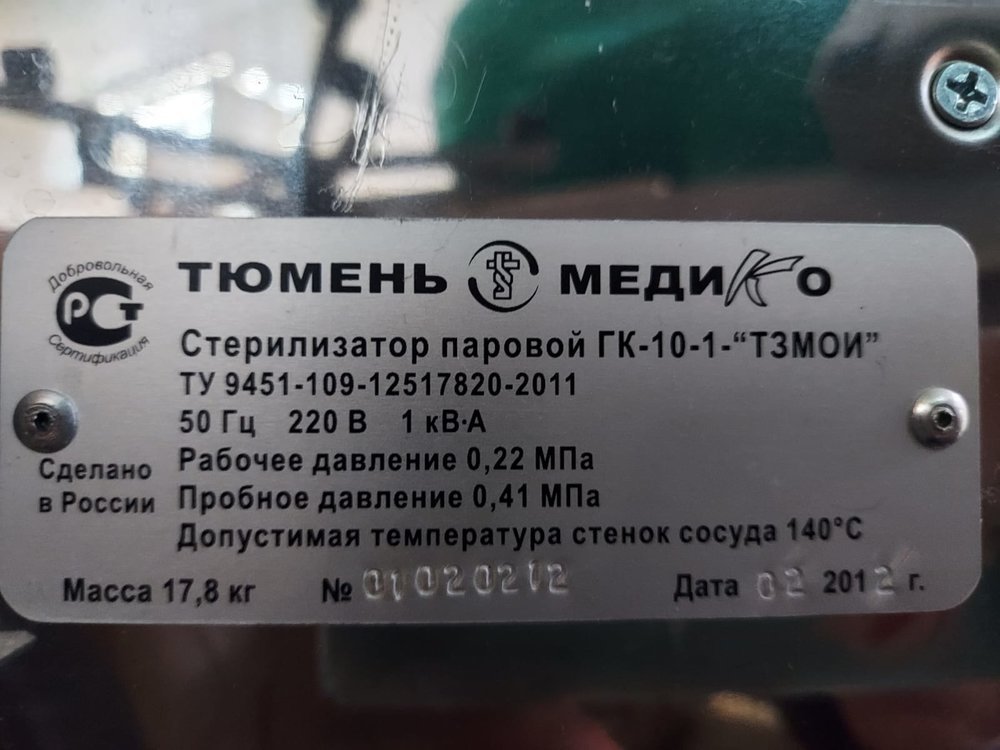 Добровольная
РСТ
Сертификация
ТЮМЕНЬ МЕДИКО
Стерилизатор паровой ГК-10-1-“ТЗМОИ”
ТУ 9451-109-12517820-2011
50 Гц 220 В 1 кВ·А
Рабочее давление 0,22 МПа
Пробное давление 0,41 МПа
Допустимая температура стенок сосуда 140°С
Сделано
в России
Масса 17,8 кг № 01020212 Дата 02 2012 г.